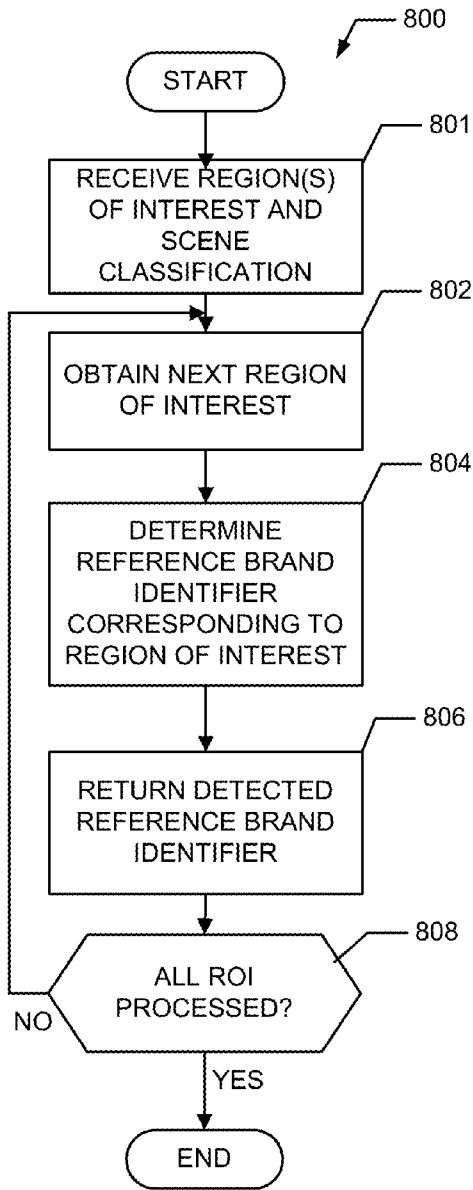 800
START
801
RECEIVE REGION(S)
OF INTEREST AND
SCENE
CLASSIFICATION
802
OBTAIN NEXT REGION
OF INTEREST
804
DETERMINE
REFERENCE BRAND
IDENTIFIER
CORRESPONDING TO
REGION OF INTEREST
806
RETURN DETECTED
REFERENCE BRAND
IDENTIFIER
808
ALL ROI
PROCESSED?
NO
YES
END